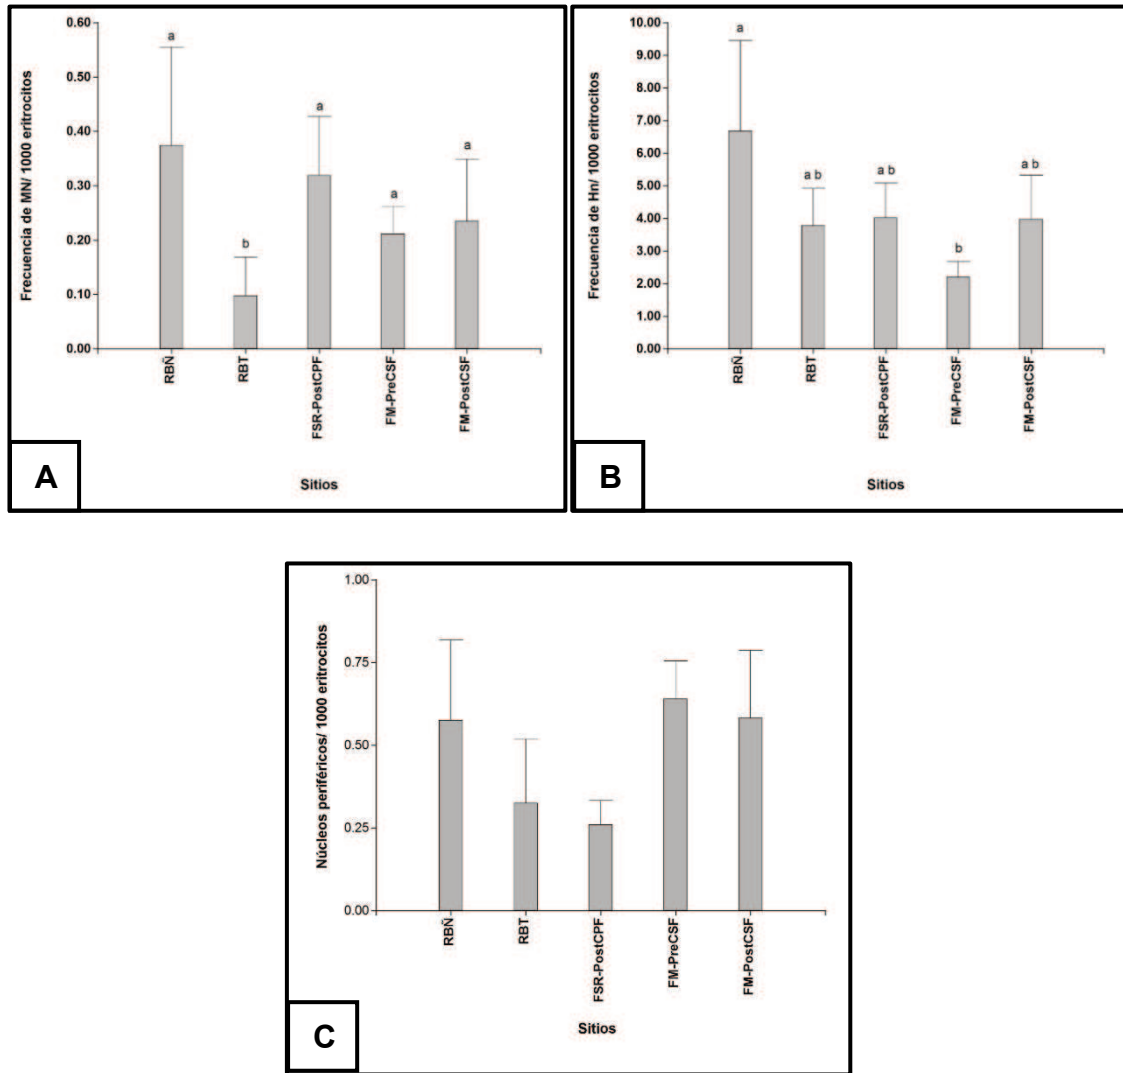 Frecuencia de MN/ 1000 eritrocitos
0.60
0.50
0.40
0.30
0.20
0.10
0.00
a
b
a
a
a
RBÑ
RBT
FSR-PostCPF
FM-PreCSF
FM-PostCSF
Sitios
A
Frecuencia de Hn/ 1000 eritrocitos
10.00
9.00
8.00
7.00
6.00
5.00
4.00
3.00
2.00
1.00
0.00
a
a b
a b
b
a b
RBÑ
RBT
FSR-PostCPF
FM-PreCSF
FM-PostCSF
Sitios
B
Núcleos periféricos/ 1000 eritrocitos
1.00
0.75
0.50
0.25
0.00
RBÑ
RBT
FSR-PostCPF
FM-PreCSF
FM-PostCSF
Sitios
C